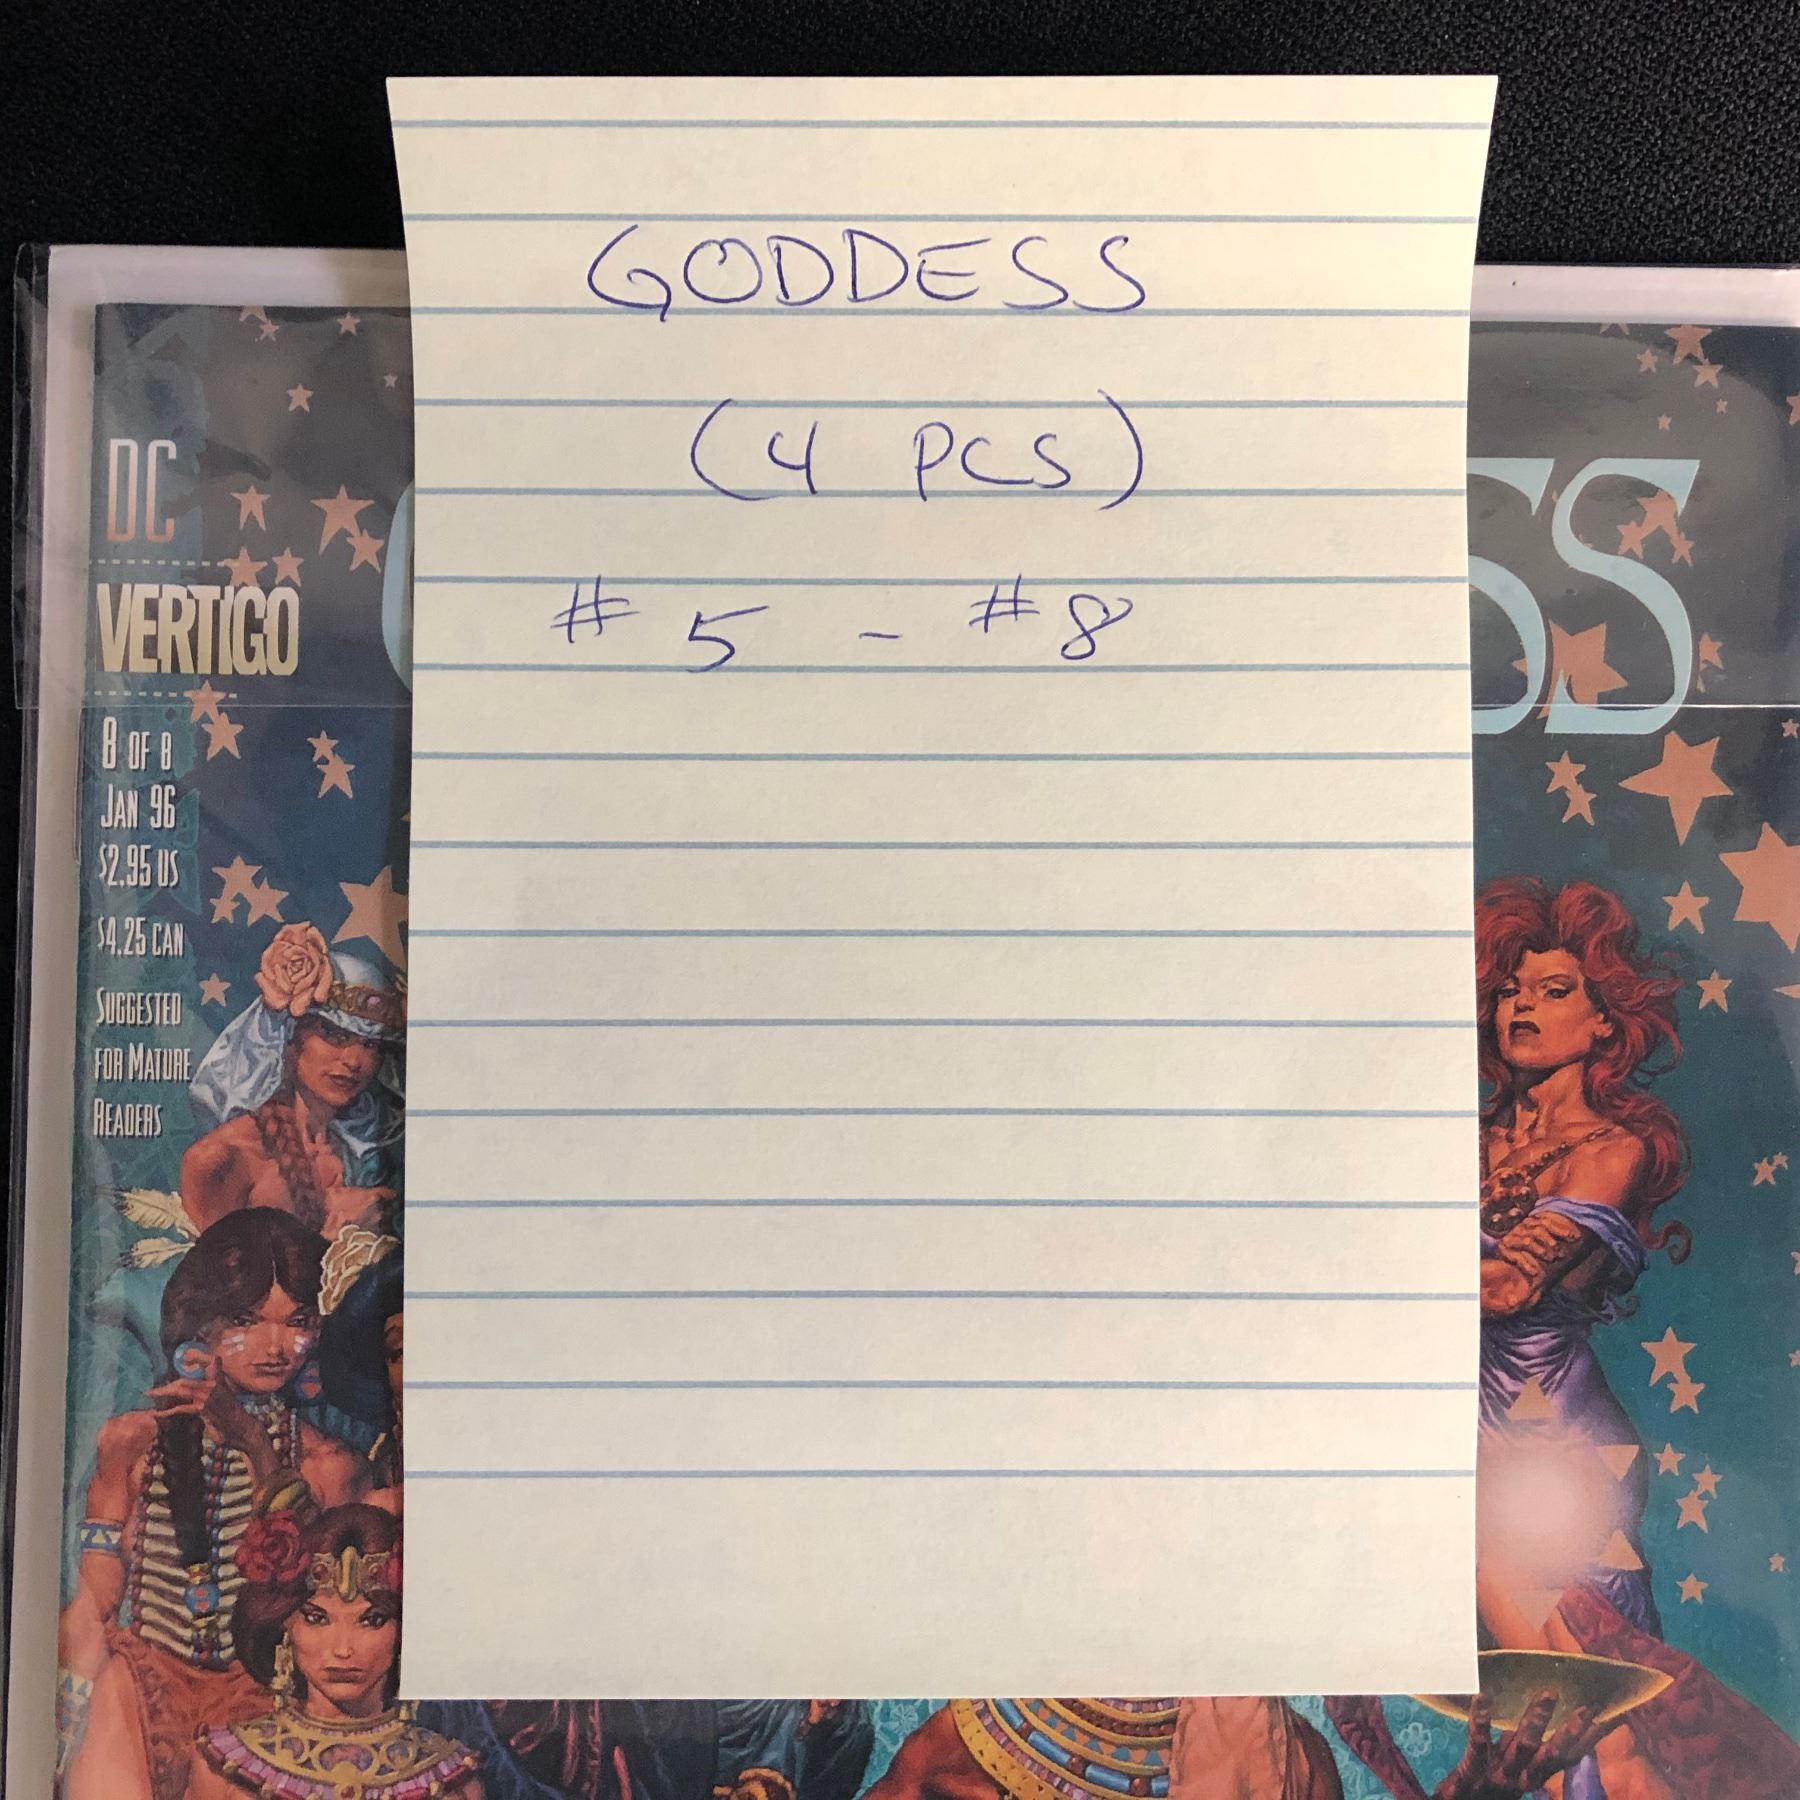 GODDESS
(4 PCS)
# 5 - # 8
DC
VERTIGO
8 OF 8
JAN 96
$2.95 US
$4.25 CAN
SUGGESTED
FOR MATURE
READERS
SS